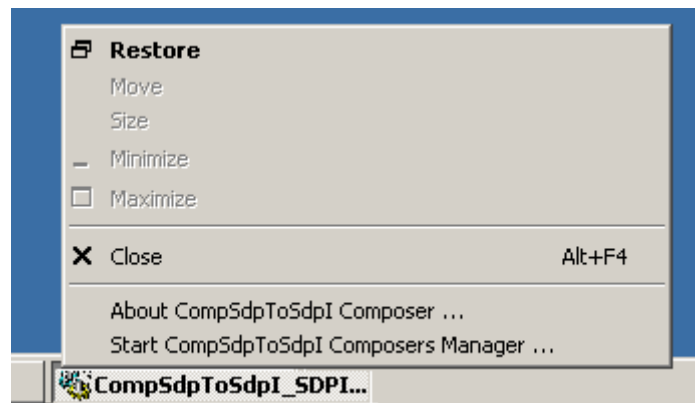 Restore
Move
Size
Minimize
Maximize
Close Alt+F4
About CompSdpToSdpI Composer ...
Start CompSdpToSdpI Composers Manager ...
CompSdpToSdpI_SDPI...